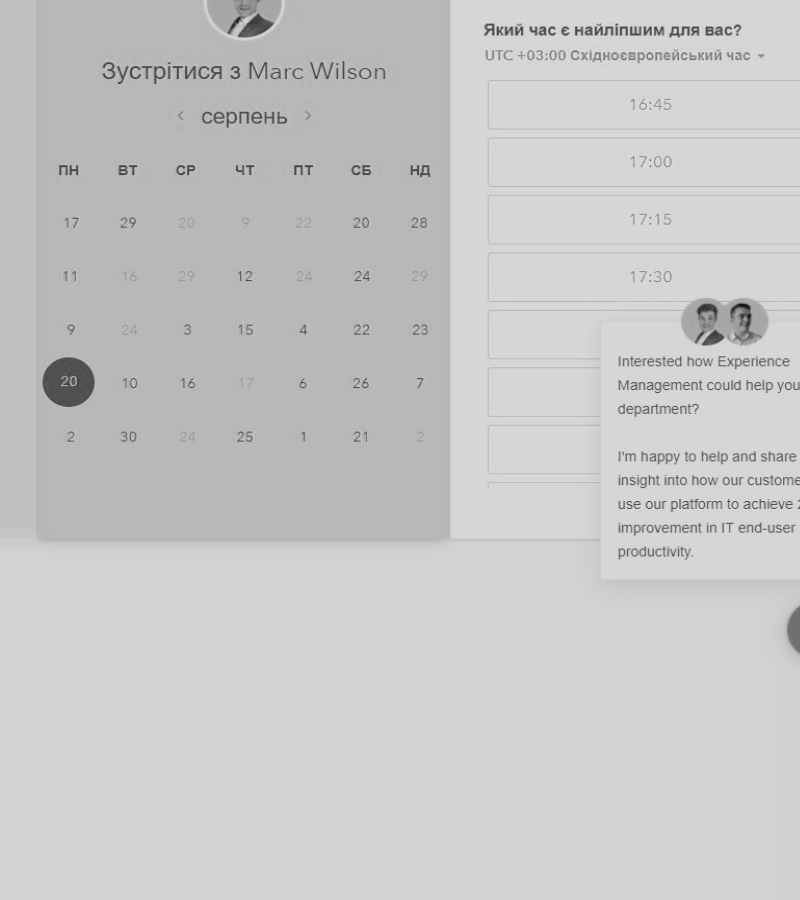 Зустрітися з Marc Wilson
серпень
ПН ВТ СР ЧТ ПТ СБ НД
17 29 20 9 22 20 28
11 16 29 12 24 24 29
9 24 3 15 4 22 23
20 10 16 17 6 26 7
2 30 24 25 1 21 2
Який час є найліпшим для вас?
UTC +03:00 Східноєвропейський час
16:45
17:00
17:15
17:30
Interested how Experience
Management could help you
department?
I'm happy to help and share
insight into how our custome
use our platform to achieve 2
improvement in IT end-user
productivity.